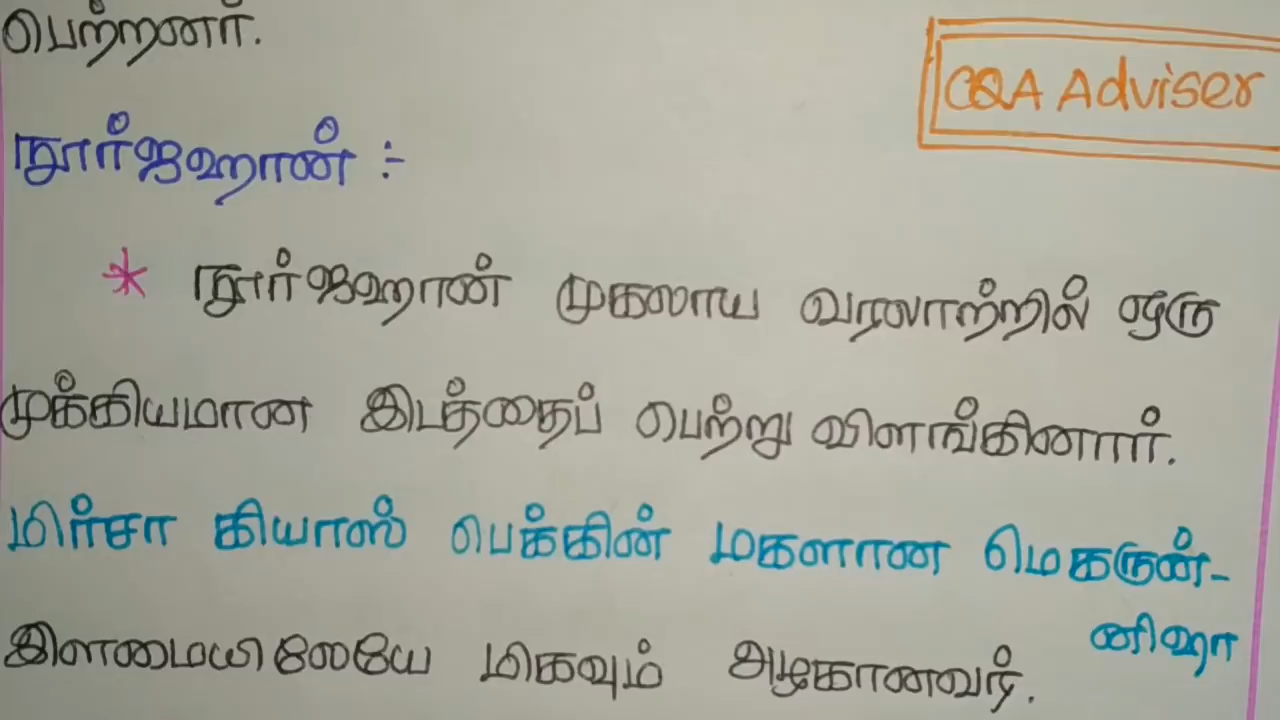 பெற்றனர்.
CQA Adviser
நூர்ஜஹான் :-
* நூர்ஜஹான் முகலாய வரலாற்றில் ஒரு
முக்கியமான இடத்தைப் பெற்று விளங்கினார்.
மிர்சா கியாஸ் பெக்கின் மகளான மெகருன்-
னிஷா
இளமையிலேயே மிகவும் அழகானவர்.